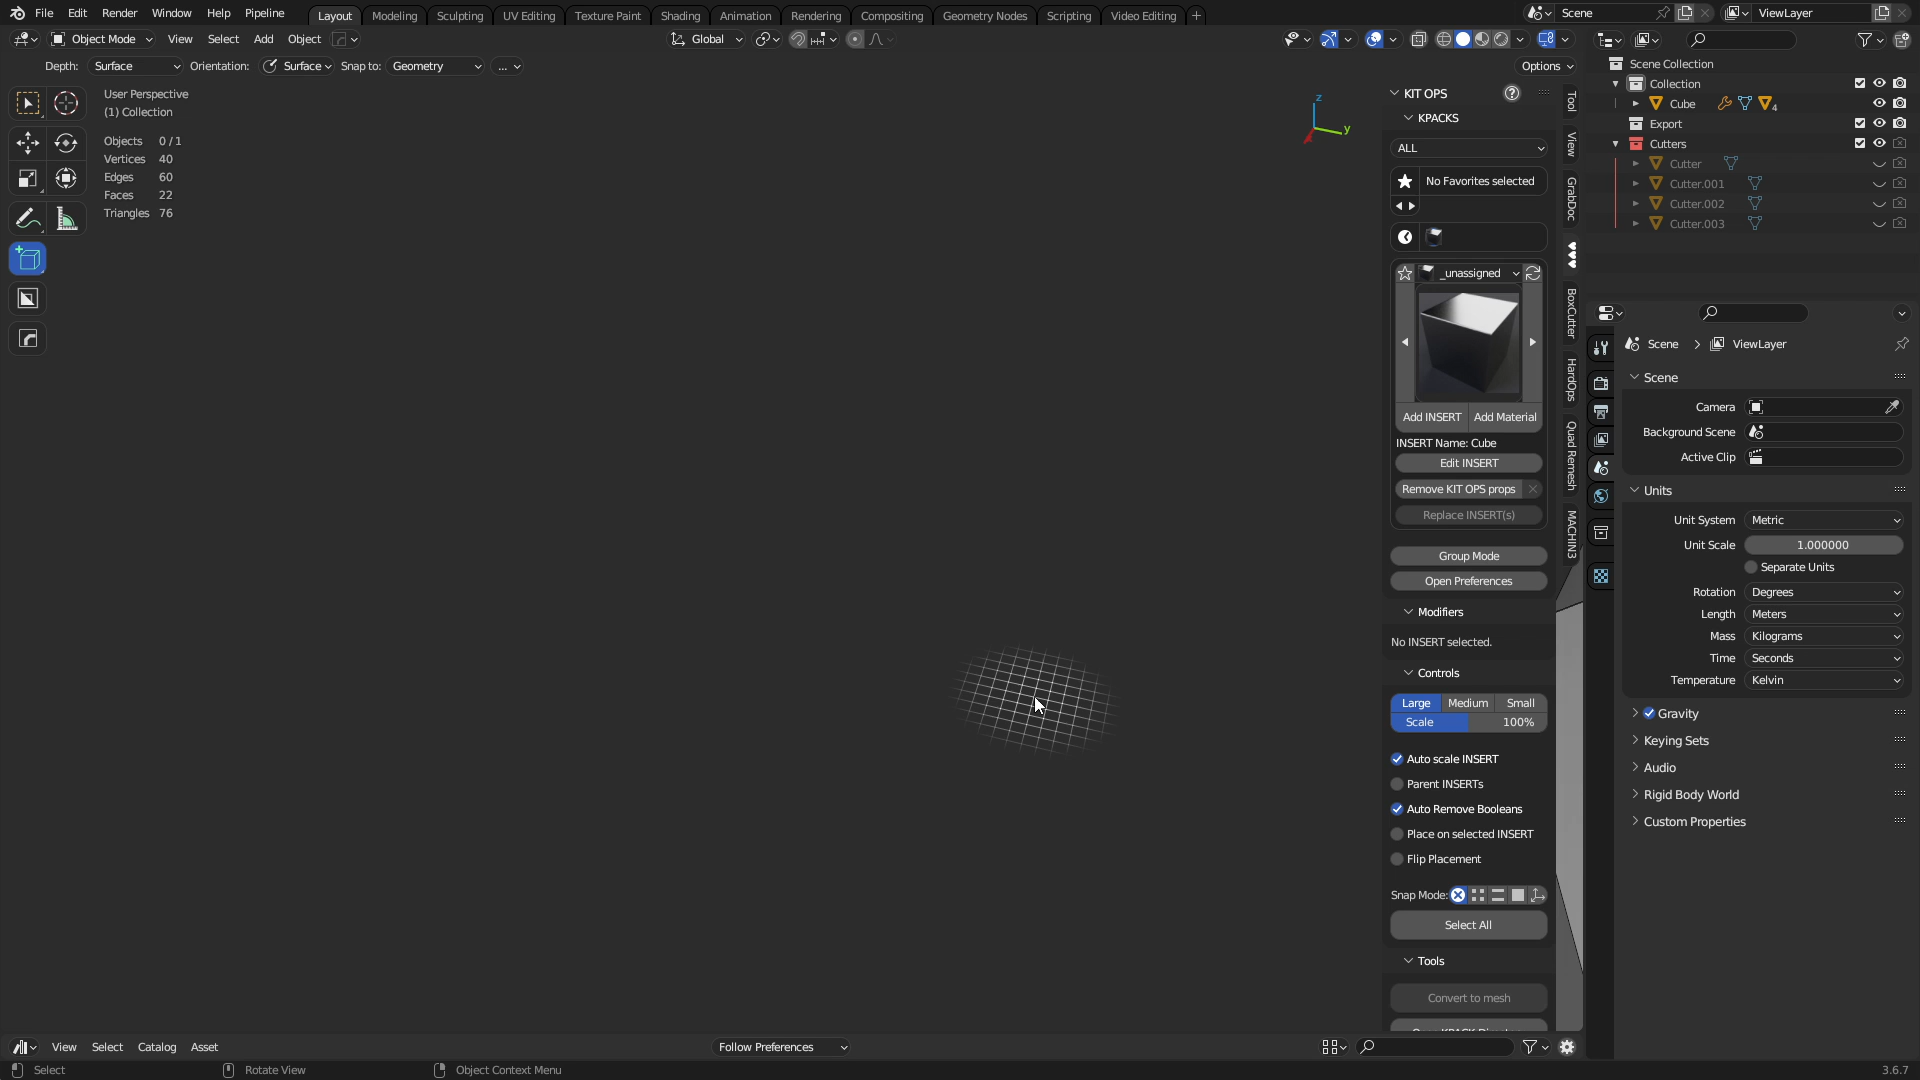 File Edit Render Window Help Pipeline Layout Modeling Sculpting UV Editing Texture Paint Shading Animation Rendering Compositing Geometry Nodes Scripting Video Editing + Scene ViewLayer
Object Mode View Select Add Object Global
Depth: Surface Orientation: Surface Snap to: Geometry ... Options
User Perspective
(1) Collection
Objects 0/1
Vertices 40
Edges 60
Faces 22
Triangles 76
z
y
KIT OPS
KPACKS
ALL
No Favorites selected
_unassigned
Add INSERT Add Material
INSERT Name: Cube
Edit INSERT
Remove KIT OPS props
Replace INSERT(s)
Group Mode
Open Preferences
Modifiers
No INSERT selected.
Controls
Large Medium Small
Scale 100%
Auto scale INSERT
Parent INSERTs
Auto Remove Booleans
Place on selected INSERT
Flip Placement
Snap Mode:
Select All
Tools
Convert to mesh
Tool
View
GrabDoc
BoxCutter
HardOps
Quad Remesh
MACHIN3
Scene Collection
Collection
Cube 4
Export
Cutters
Cutter
Cutter.001
Cutter.002
Cutter.003
Scene > ViewLayer
Scene
Camera
Background Scene
Active Clip
Units
Unit System Metric
Unit Scale 1.000000
Separate Units
Rotation Degrees
Length Meters
Mass Kilograms
Time Seconds
Temperature Kelvin
Gravity
Keying Sets
Audio
Rigid Body World
Custom Properties
View Select Catalog Asset Follow Preferences
Select Rotate View Object Context Menu 3.6.7